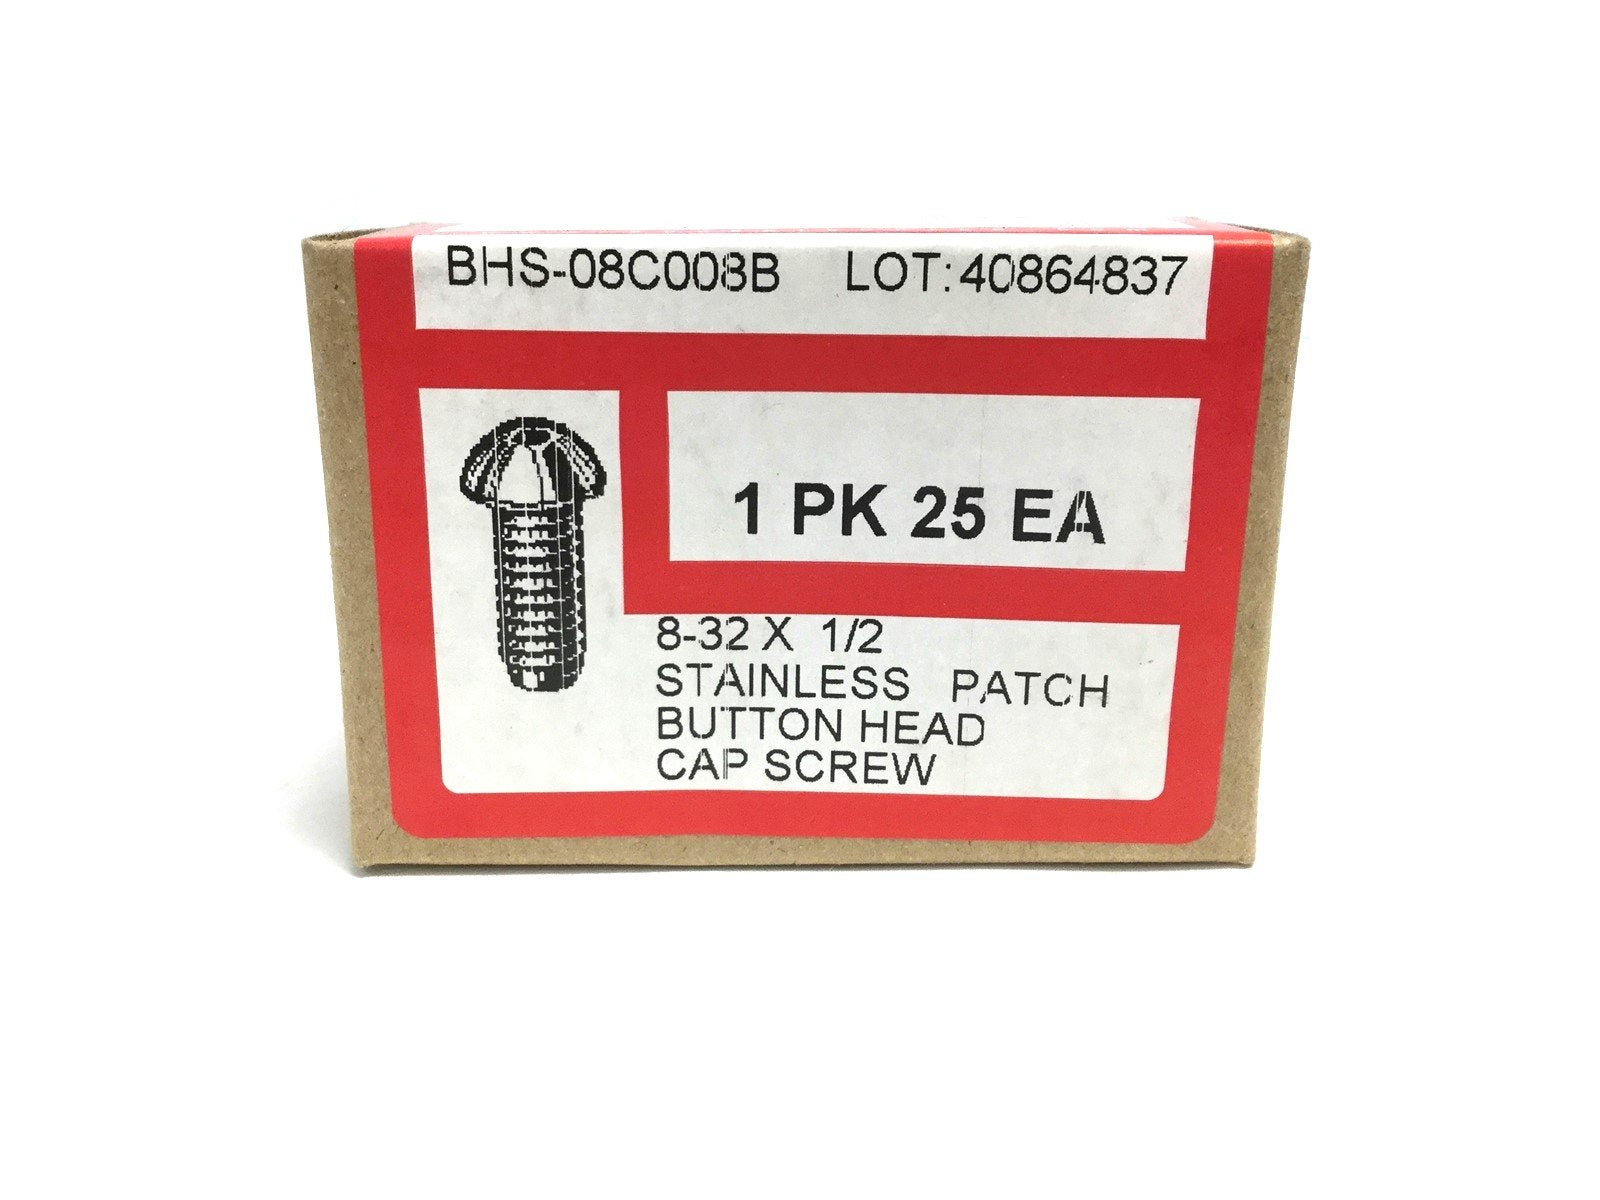 BHS-08C008B LOT: 40864837
1 PK 25 EA
8-32 X 1/2
STAINLESS PATCH
BUTTON HEAD
CAP SCREW